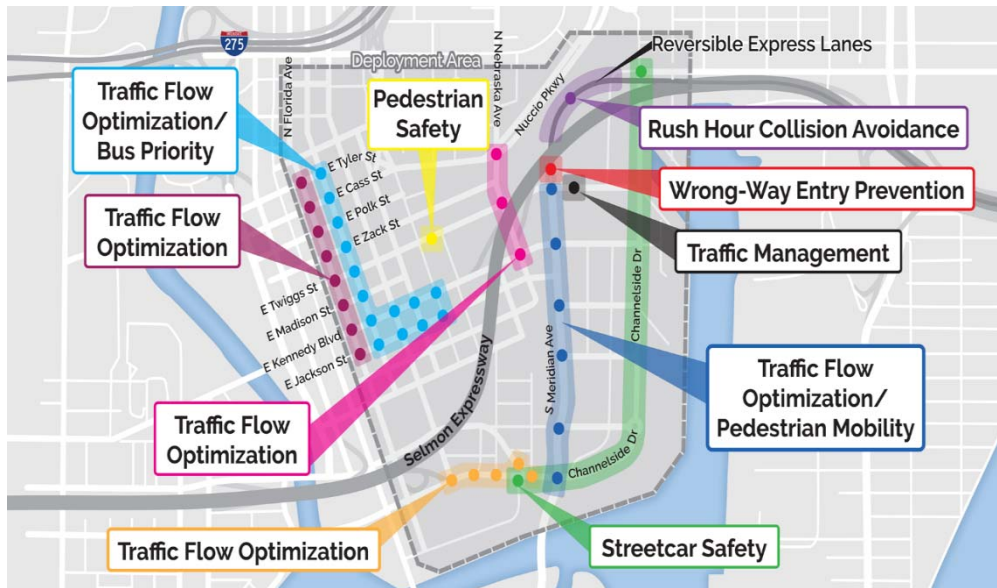 INTERSTATE
275
Deployment Area
N Florida Ave
N Nebraska Ave
Nuccio Pkwy
Reversible Express Lanes
Traffic Flow
Optimization/
Bus Priority
Pedestrian
Safety
Rush Hour Collision Avoidance
Wrong-Way Entry Prevention
Traffic Management
E Tyler St
E Cass St
E Polk St
E Zack St
Traffic Flow
Optimization
E Twiggs St
E Madison St
E Kennedy Blvd
E Jackson St
Selmon Expressway
S Meridian Ave
Channelside Dr
Traffic Flow
Optimization/
Pedestrian Mobility
Traffic Flow
Optimization
Channelside Dr
Traffic Flow Optimization
Streetcar Safety